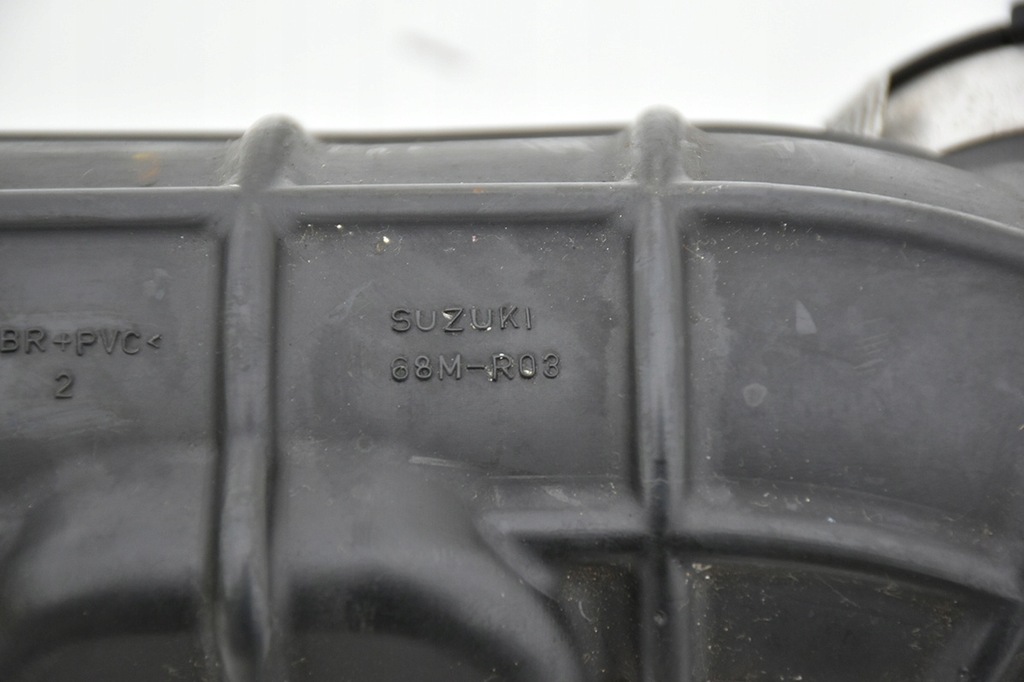 BR+PVC<
2
SUZUKI
68M-R03